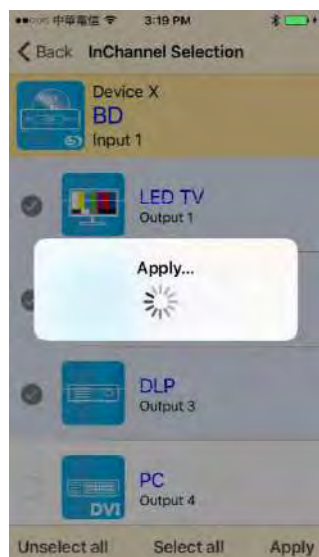 中華電信 3:19 PM
Back InChannel Selection
Device X
BD
Input 1
LED TV
Output 1
Apply...
DLP
Output 3
PC
Output 4
DVI
Unselect all Select all Apply